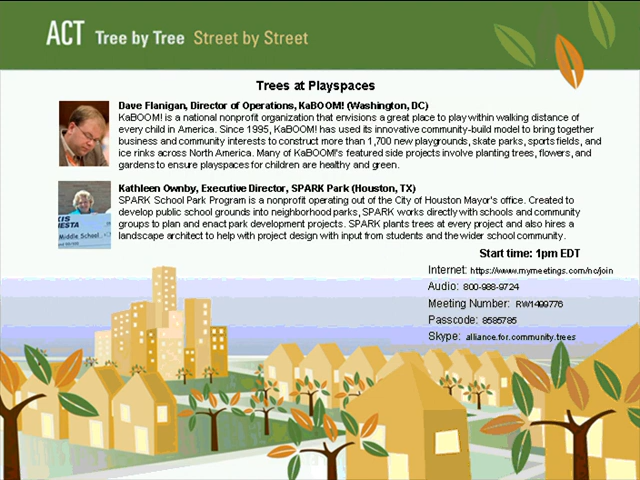 ACT Tree by Tree Street by Street
Trees at Playspaces
Dave Flanigan, Director of Operations, KaBOOM! (Washington, DC)
KaBOOM! is a national nonprofit organization that envisions a great place to play within walking distance of
every child in America. Since 1995, KaBOOM! has used its innovative community-build model to bring together
business and community interests to construct more than 1,700 new playgrounds, skate parks, sports fields, and
ice rinks across North America. Many of KaBOOM!'s featured side projects involve planting trees, flowers, and
gardens to ensure playspaces for children are healthy and green.
Kathleen Ownby, Executive Director, SPARK Park (Houston, TX)
SPARK School Park Program is a nonprofit operating out of the City of Houston Mayor's office. Created to
develop public school grounds into neighborhood parks, SPARK works directly with schools and community
groups to plan and enact park development projects. SPARK plants trees at every project and also hires a
landscape architect to help with project design with input from students and the wider school community.
Middle School
Start time: 1pm EDT
Internet: https://www.mymeetings.com/nc/join
Audio: 800-988-9724
Meeting Number: RW1499776
Passcode: 8585785
Skype: alliance.for.community.trees